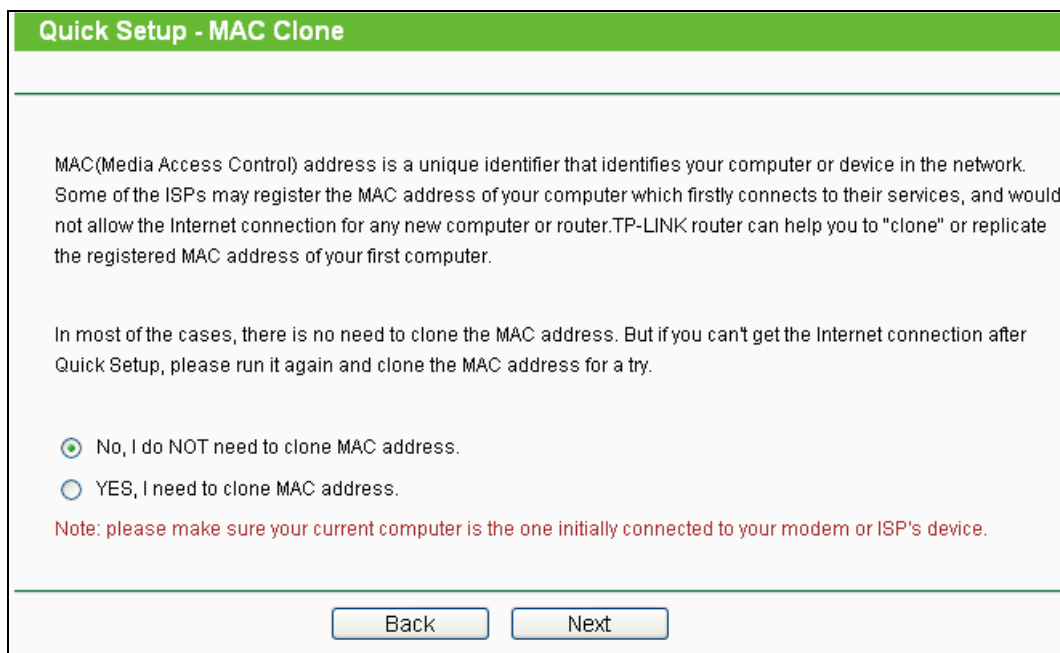 Quick Setup - MAC Clone
MAC(Media Access Control) address is a unique identifier that identifies your computer or device in the network.
Some of the ISPs may register the MAC address of your computer which firstly connects to their services, and would
not allow the Internet connection for any new computer or router.TP-LINK router can help you to "clone" or replicate
the registered MAC address of your first computer.
In most of the cases, there is no need to clone the MAC address. But if you can't get the Internet connection after
Quick Setup, please run it again and clone the MAC address for a try.
No, I do NOT need to clone MAC address.
YES, I need to clone MAC address.
Note: please make sure your current computer is the one initially connected to your modem or ISP's device.
Back Next